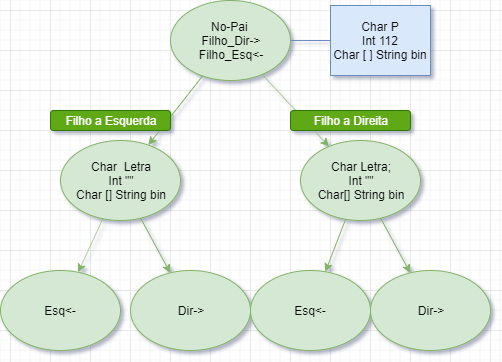 No-Pai
Filho_Dir->
Filho_Esq<-
Char P
Int 112
Char [ ] String bin
Filho a Esquerda
Filho a Direita
Char Letra
Int ""
Char [] String bin
Char Letra;
Int ""
Char[] String bin
Esq<-
Dir->
Esq<-
Dir->